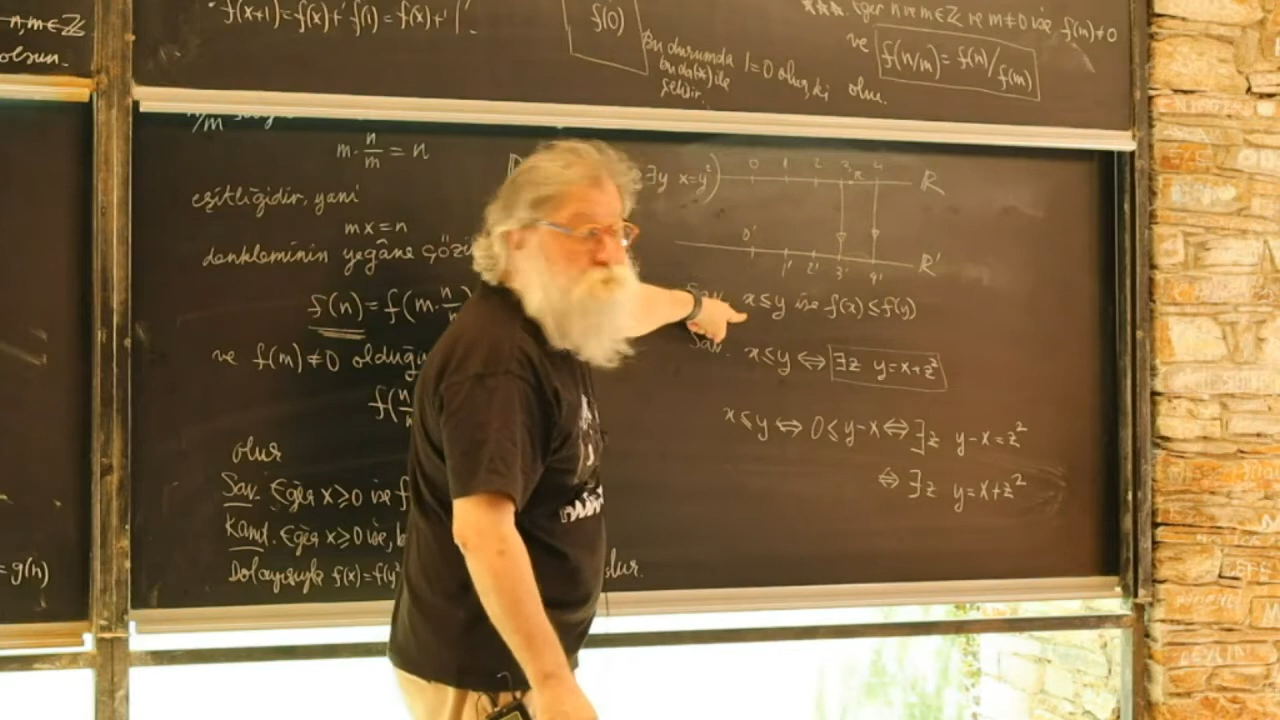 n,m∈ℤ
olsun.
= g(n)
f(x+1)=f(x)+'f(1)=f(x)+'1'.
f(0)
Bu durumda 1=0 olur, ki
bu da (*) ile
çelişir.
***. Eğer n ve m∈ℤ ve m≠0 ise, f(m)≠0
ve f(n/m)=f(n)/f(m)
olur.
n/m
m·n/m=n
eşitliğidir, yani
mx=n
denkleminin yegâne
f(n)=f(m·n/
ve f(m)≠0
f(n/
olur
Sav. Eğer x≥0 ise f
Kanıt. Eğer x≥0 ise,
Dolayısıyla f(x)=f(y²
olur.
∃y x=y²)
0 1 2 3 π 4 ℝ
0' 1' 2' 3' 4' ℝ'
Sav. x≤y ise f(x)≤f(y)
Sav. x≤y⇔∃z y=x+z²
x≤y⇔0≤y-x⇔∃z y-x=z²
⇔∃z y=x+z²